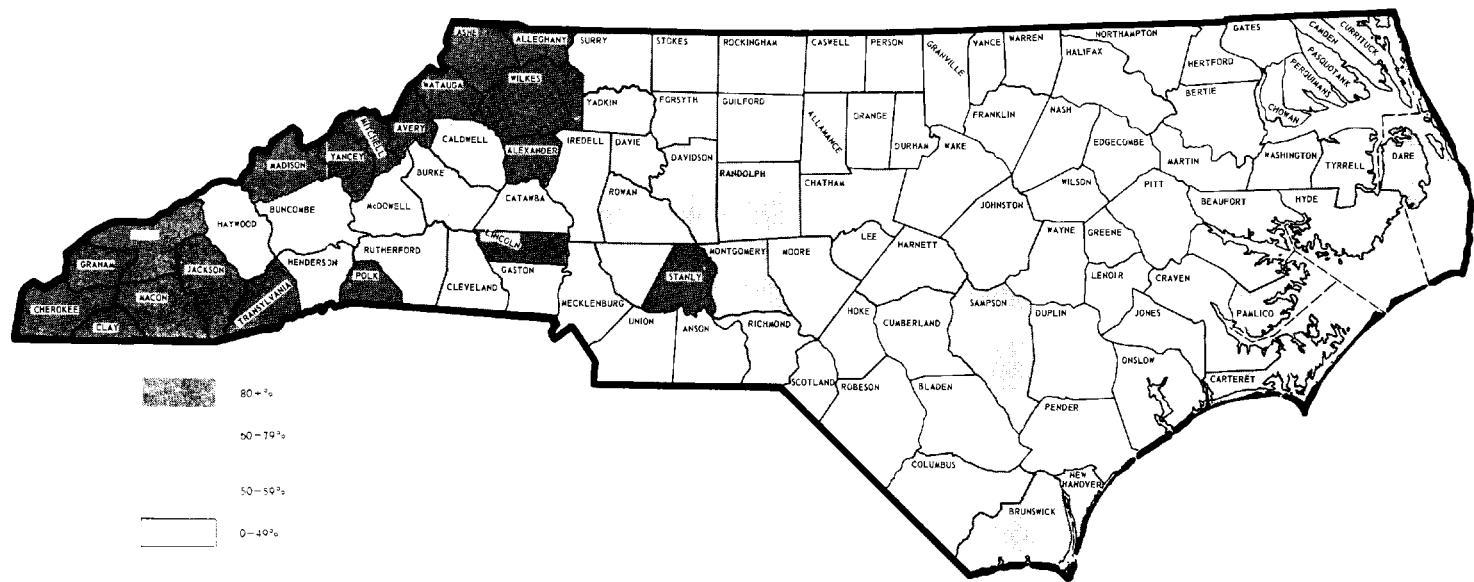 ASHE
ALLEGHANY
SURRY
STOKES
ROCKINGHAM
CASWELL
PERSON
GRANVILLE
VANCE
WARREN
NORTHAMPTON
HALIFAX
GATES
HERTFORD
CAMDEN
CURRITUCK
PASQUOTANK
PERQUIMANS
CHOWAN
BERTIE
WATAUGA
WILKES
YADKIN
FORSYTH
GUILFORD
ALLAMANCE
ORANGE
DURHAM
FRANKLIN
NASH
EDGECOMBE
MARTIN
WASHINGTON
TYRRELL
DARE
MITCHELL
AVERY
CALDWELL
ALEXANDER
IREDELL
DAVIE
DAVIDSON
RANDOLPH
CHATHAM
WAKE
WILSON
PITT
BEAUFORT
HYDE
MADISON
YANCEY
BURKE
McDOWELL
CATAWBA
ROWAN
JOHNSTON
WAYNE
GREENE
HAYWOOD
BUNCOMBE
RUTHERFORD
LINCOLN
GASTON
MONTGOMERY
MOORE
LEE
HARNETT
LENOIR
CRAVEN
GRAHAM
JACKSON
HENDERSON
POLK
CLEVELAND
STANLY
MECKLENBURG
CHEROKEE
MACON
TRANSYLVANIA
CLAY
UNION
ANSON
RICHMOND
HOKE
CUMBERLAND
SAMPSON
DUPLIN
JONES
PAMLICO
ONSLOW
SCOTLAND
ROBESON
BLADEN
PENDER
CARTERET
COLUMBUS
NEW
HANOVER
BRUNSWICK
80+%
50-59%
0-49%